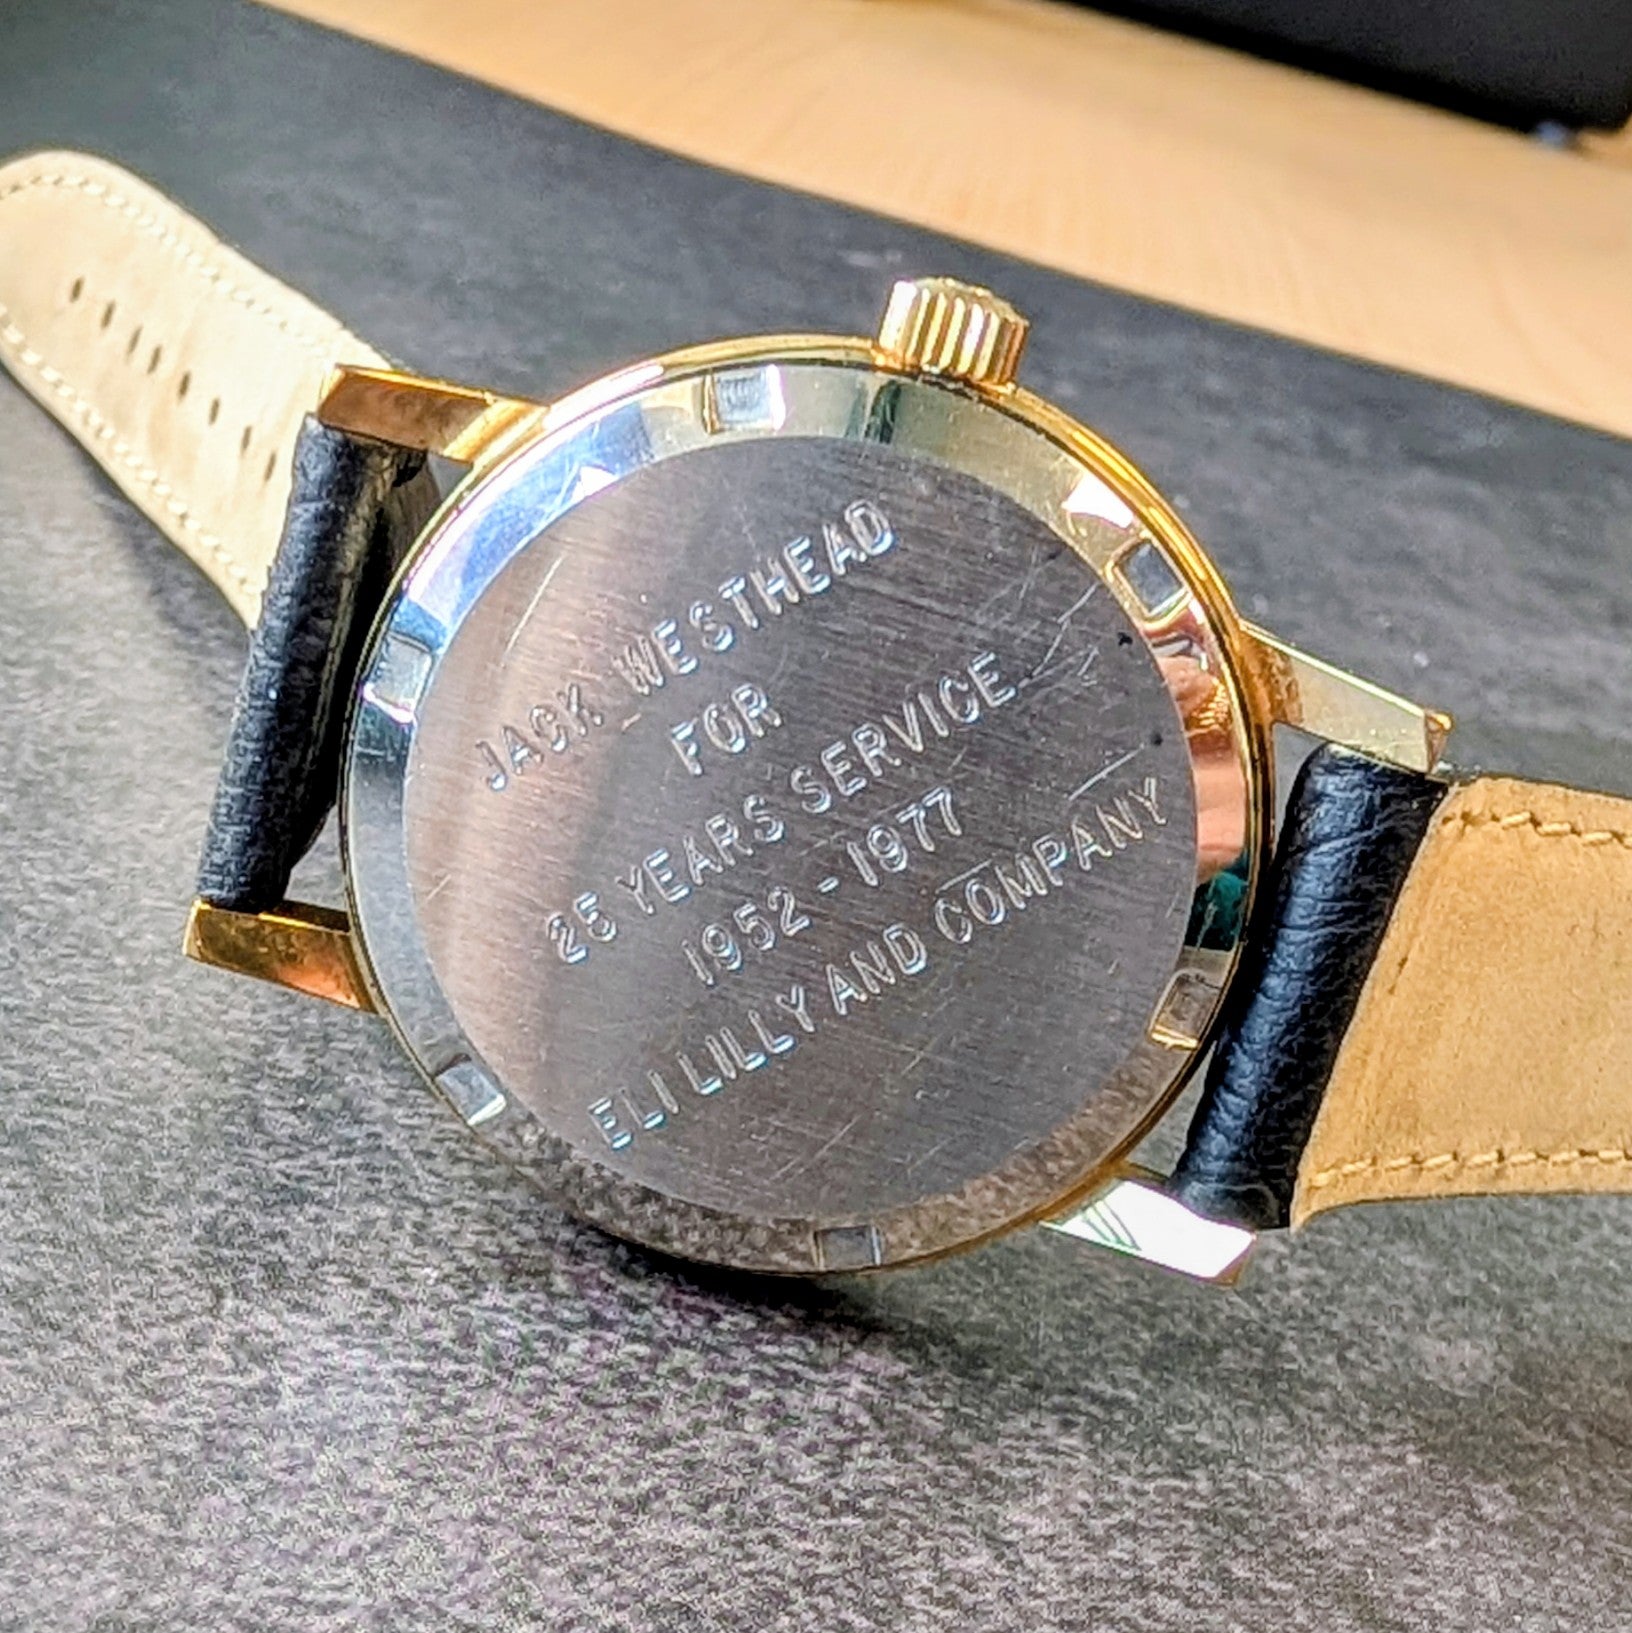 JACK WESTHEAD
FOR
25 YEARS SERVICE
1952 - 1977
ELI LILLY AND COMPANY